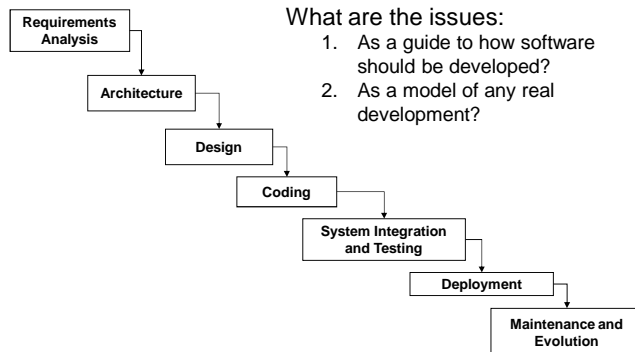 What are the issues:
1. As a guide to how software
should be developed?
2. As a model of any real
development?
Requirements
Analysis
Architecture
Design
Coding
System Integration
and Testing
Deployment
Maintenance and
Evolution